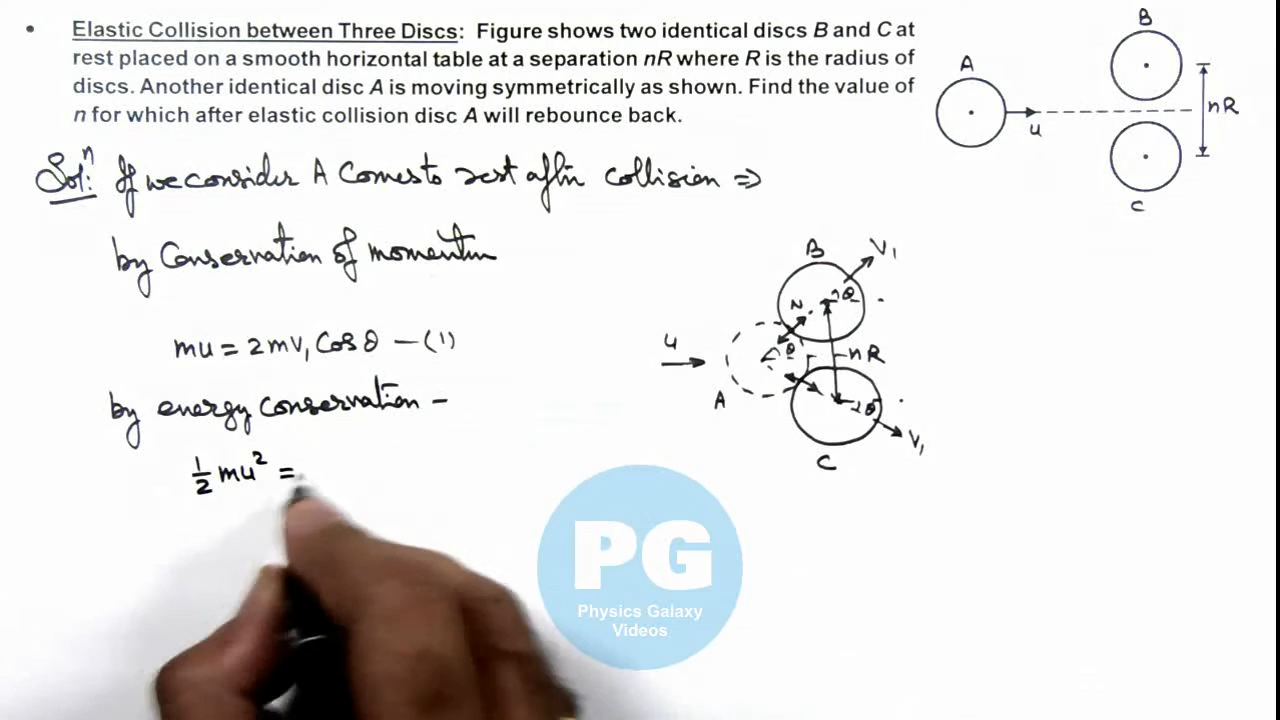 • Elastic Collision between Three Discs: Figure shows two identical discs B and C at
rest placed on a smooth horizontal table at a separation nR where R is the radius of
discs. Another identical disc A is moving symmetrically as shown. Find the value of
n for which after elastic collision disc A will rebounce back.
B
A
nR
u
C
Sol.ⁿ: If we consider A Comes to rest after collision ⇒
by Conservation of momentum
mu = 2mv₁ Cos θ — (1)
by energy conservation –
½ mu² =
B
V₁
θ
N
u
θ
nR
A
θ
V₁
C
PG
Physics Galaxy
Videos